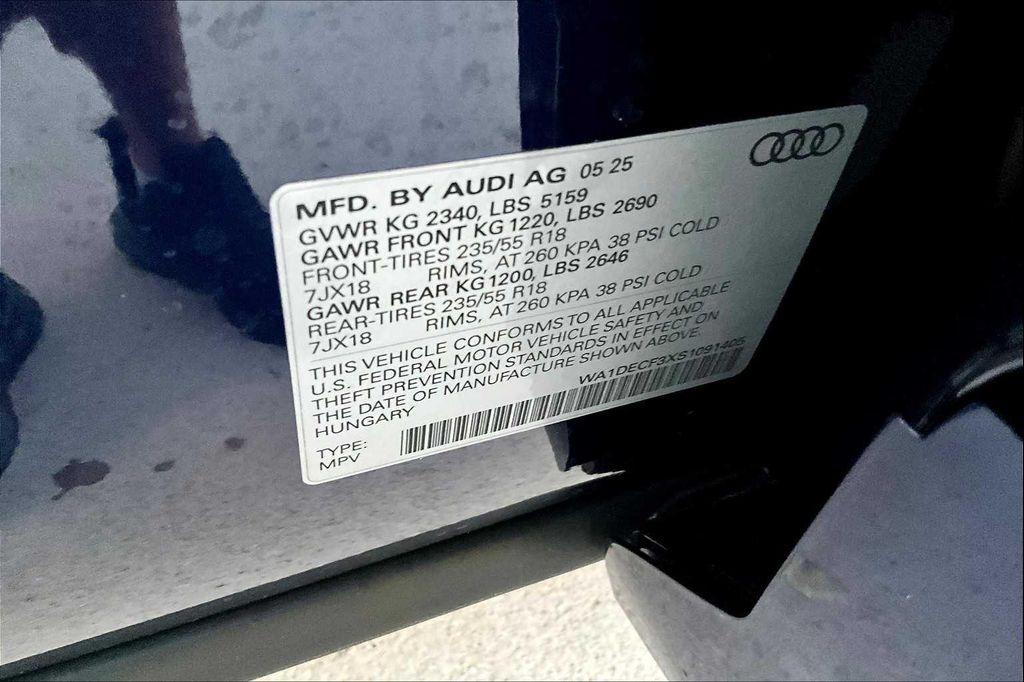 MFD. BY AUDI AG 05 25
GVWR KG 2340, LBS 5159
GAWR FRONT KG 1220, LBS 2690
FRONT-TIRES 235/55 R18
7JX18 RIMS, AT 260 KPA 38 PSI COLD
GAWR REAR KG 1200, LBS 2646
REAR-TIRES 235/55 R18
7JX18 RIMS, AT 260 KPA 38 PSI COLD
THIS VEHICLE CONFORMS TO ALL APPLICABLE
U.S. FEDERAL MOTOR VEHICLE SAFETY AND
THEFT PREVENTION STANDARDS IN EFFECT ON
THE DATE OF MANUFACTURE SHOWN ABOVE.
HUNGARY
WA1DECF3XS1091405
TYPE:
MPV